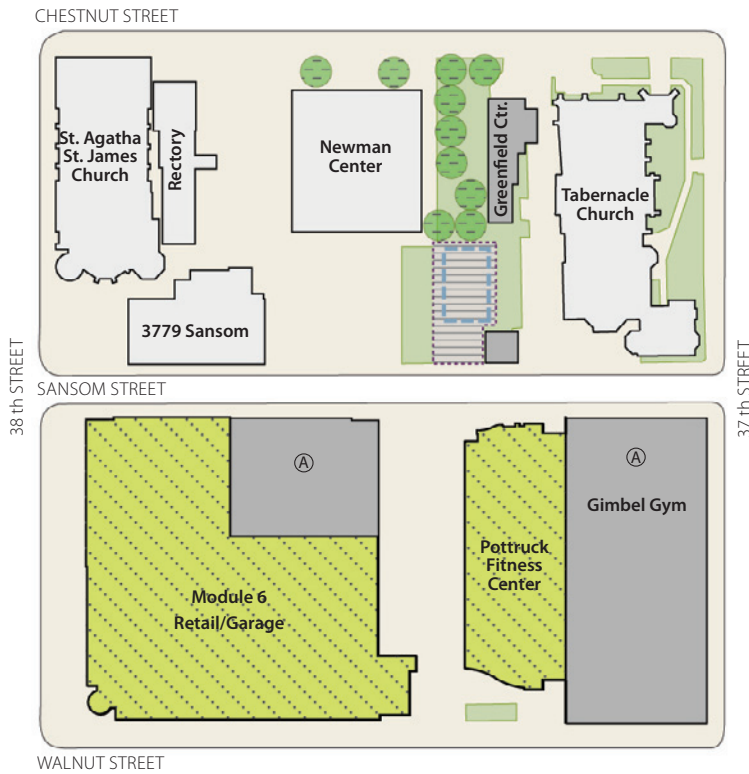 CHESTNUT STREET
St. Agatha
St. James
Church
Rectory
Newman
Center
Greenfield Ctr.
Tabernacle
Church
3779 Sansom
38 th STREET
37 th STREET
SANSOM STREET
A
A
Gimbel Gym
Pottruck
Fitness
Center
Module 6
Retail/Garage
WALNUT STREET